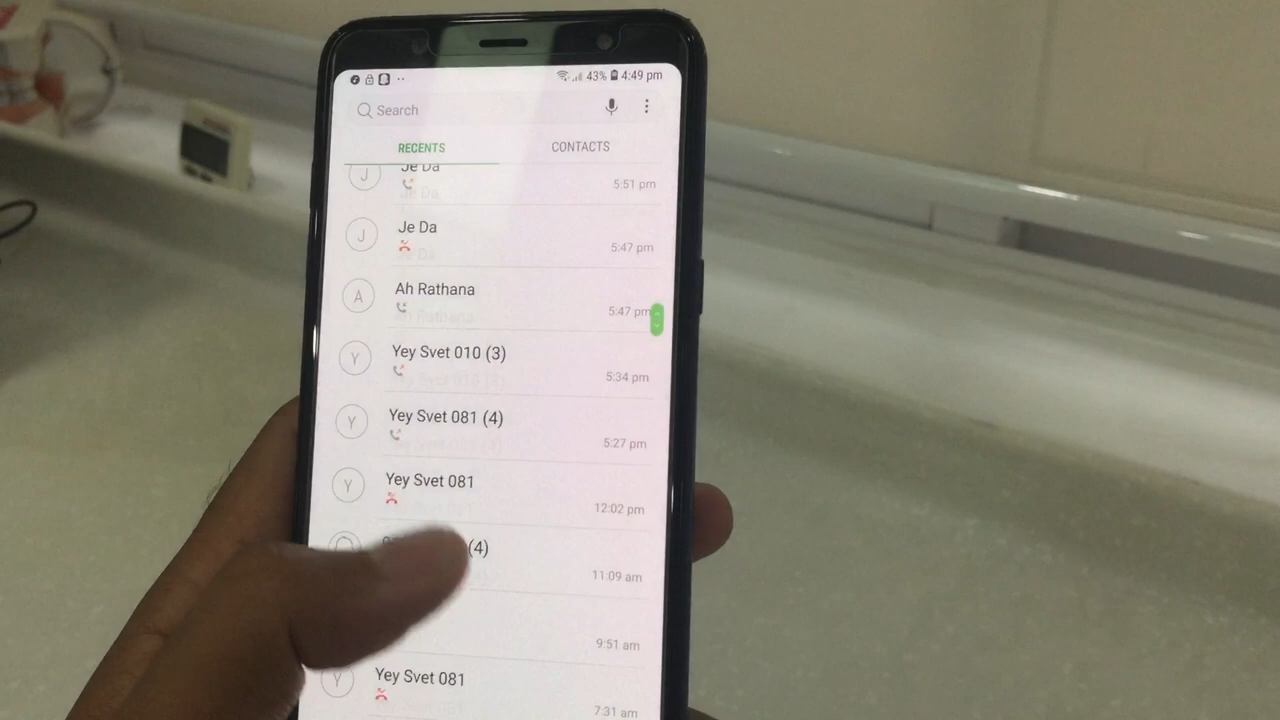 43% 4:49 pm
Search
RECENTS CONTACTS
Je Da
5:51 pm
Je Da
5:47 pm
Ah Rathana
5:47 pm
Yey Svet 010 (3)
5:34 pm
Yey Svet 081 (4)
5:27 pm
Yey Svet 081
12:02 pm
(4)
11:09 am
9:51 am
Yey Svet 081
7:31 am
J
J
A
Y
Y
Y
Y